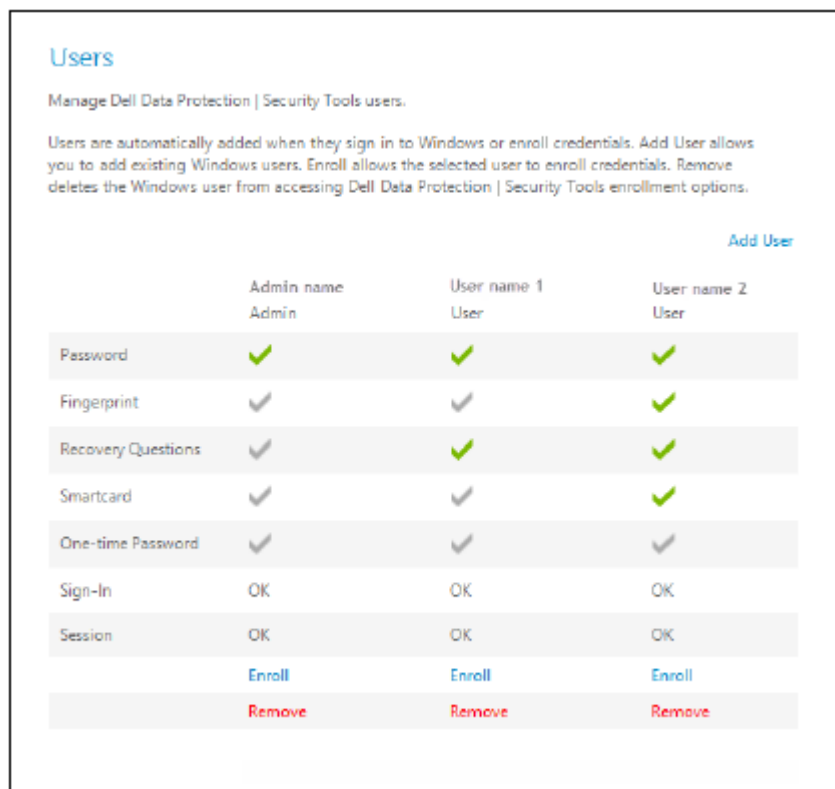 Users
Manage Dell Data Protection | Security Tools users.
Users are automatically added when they sign in to Windows or enroll credentials. Add User allows
you to add existing Windows users. Enroll allows the selected user to enroll credentials. Remove
deletes the Windows user from accessing Dell Data Protection | Security Tools enrollment options.
Add User
Admin name User name 1 User name 2
Admin User User
Password
Fingerprint
Recovery Questions
Smartcard
One-time Password
Sign-In OK OK OK
Session OK OK OK
Enroll Enroll Enroll
Remove Remove Remove